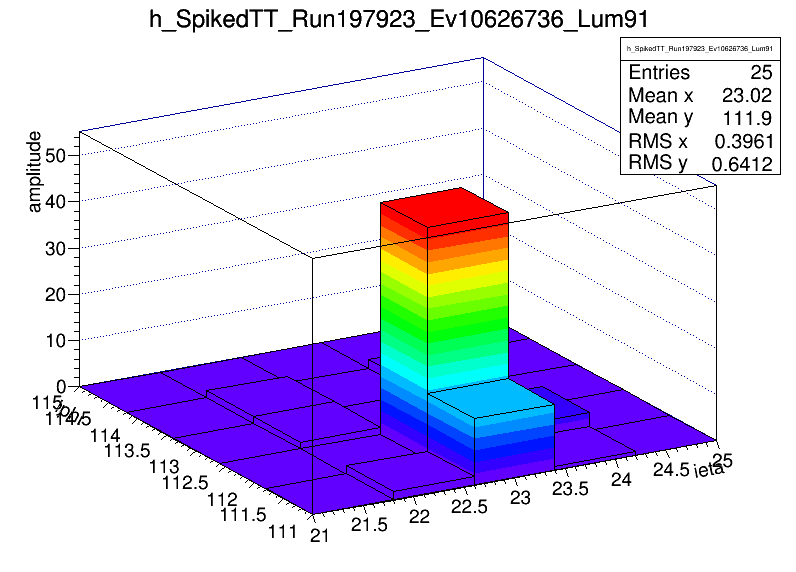 h_SpikedTT_Run197923_Ev10626736_Lum91
h_SpikedTT_Run197923_Ev10626736_Lum91
Entries 25
Mean x 23.02
Mean y 111.9
RMS x 0.3961
RMS y 0.6412
amplitude
50
40
30
20
10
0
115
114.5
114
113.5
113
112.5
112
111.5
111
21
21.5
22
22.5
23
23.5
24
24.5
25
ieta